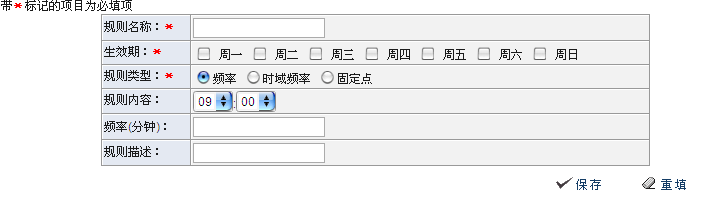 带*标记的项目为必填项
规则名称：*
生效期：* 周一 周二 周三 周四 周五 周六 周日
规则类型：* 频率 时域频率 固定点
规则内容： 09 : 00
频率(分钟)：
规则描述：
保存 重填